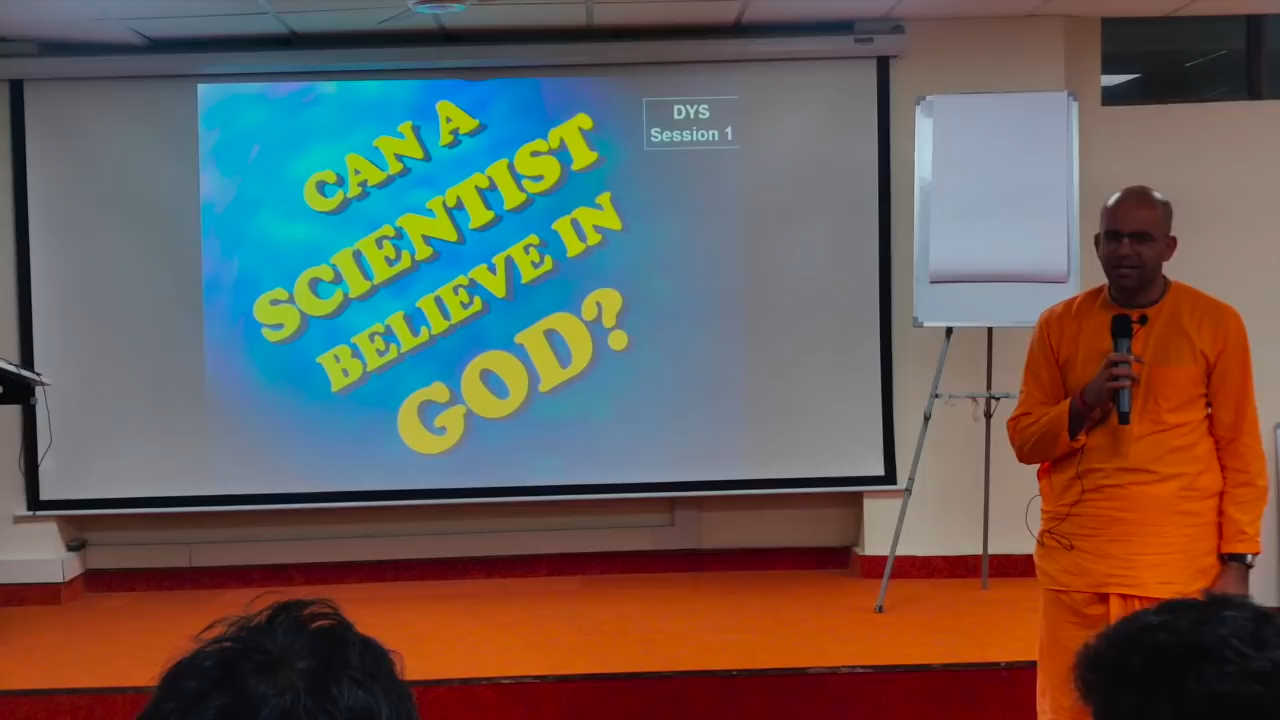 CAN A
SCIENTIST
BELIEVE IN
GOD?
DYS
Session 1